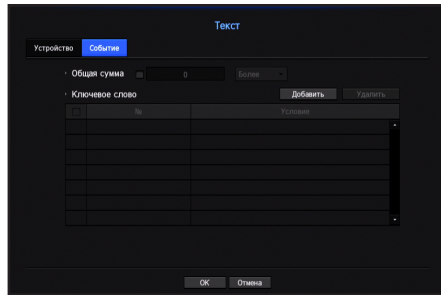 Текст
Устройство Событие
Общая сумма 0 Более
Ключевое слово Добавить Удалить
№ Условие
OK Отмена